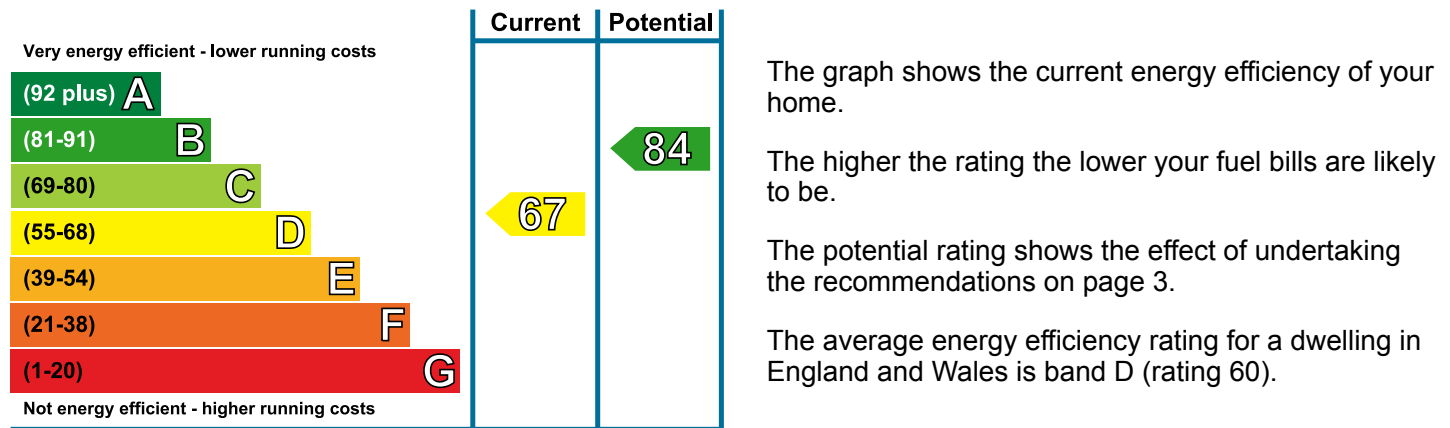 Current Potential
Very energy efficient - lower running costs
(92 plus) A
(81-91) B
84
(69-80) C
67
(55-68) D
(39-54) E
(21-38) F
(1-20) G
Not energy efficient - higher running costs
The graph shows the current energy efficiency of your
home.
The higher the rating the lower your fuel bills are likely
to be.
The potential rating shows the effect of undertaking
the recommendations on page 3.
The average energy efficiency rating for a dwelling in
England and Wales is band D (rating 60).